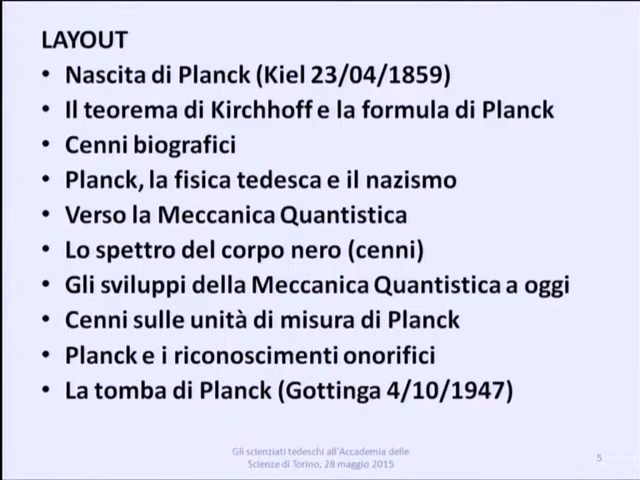 LAYOUT
• Nascita di Planck (Kiel 23/04/1859)
• Il teorema di Kirchhoff e la formula di Planck
• Cenni biografici
• Planck, la fisica tedesca e il nazismo
• Verso la Meccanica Quantistica
• Lo spettro del corpo nero (cenni)
• Gli sviluppi della Meccanica Quantistica a oggi
• Cenni sulle unità di misura di Planck
• Planck e i riconoscimenti onorifici
• La tomba di Planck (Gottinga 4/10/1947)
Gli scienziati tedeschi all'Accademia delle
Scienze di Torino, 28 maggio 2015
5